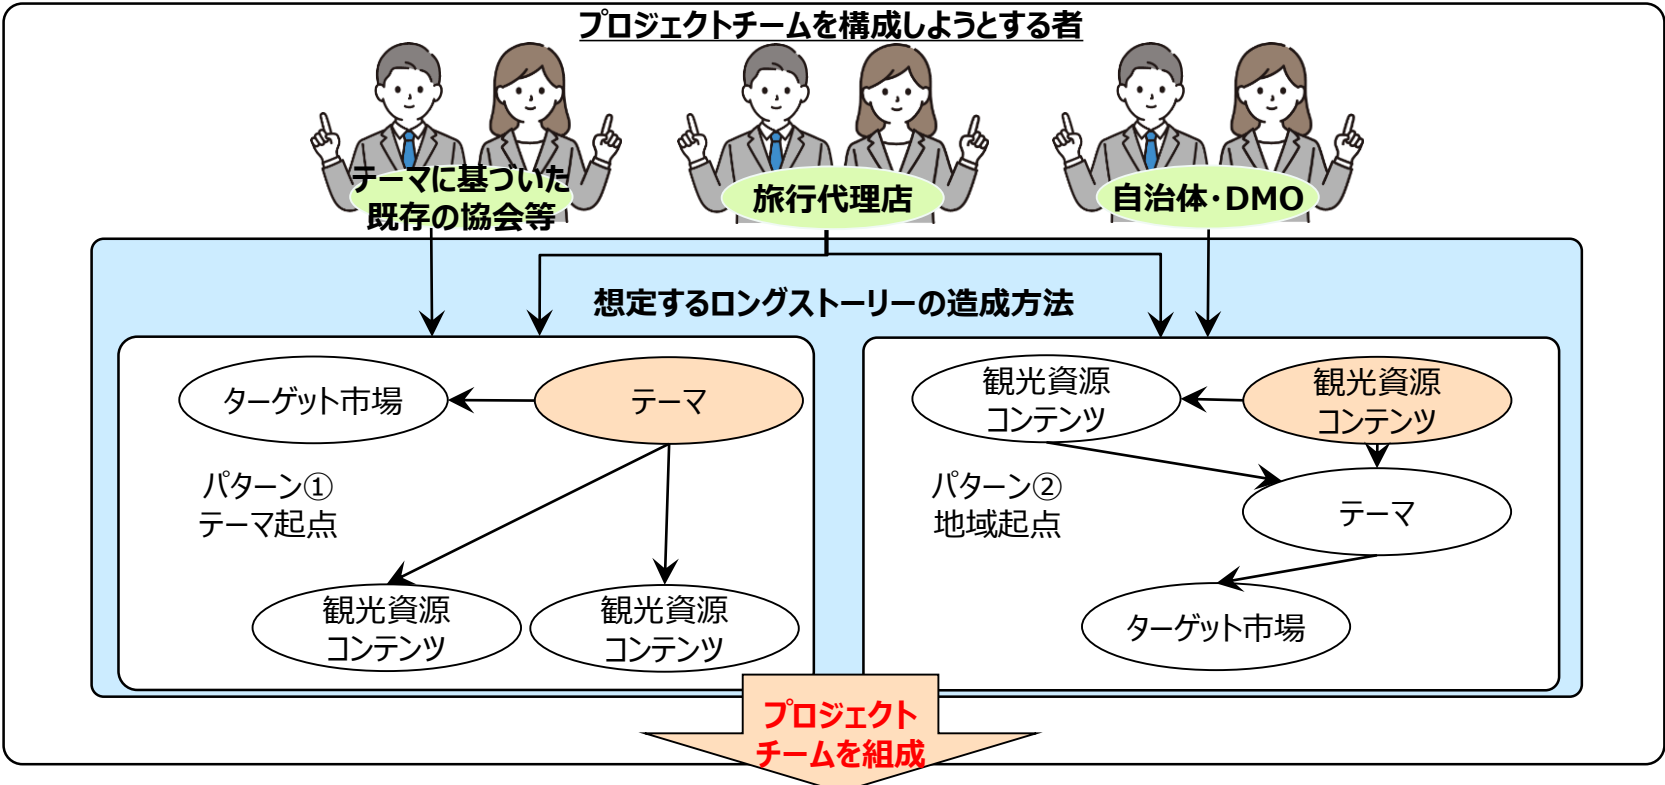 プロジェクトチームを構成しようとする者
テーマに基づいた
既存の協会等
旅行代理店
自治体・DMO
想定するロングストーリーの造成方法
ターゲット市場
テーマ
パターン①
テーマ起点
観光資源
コンテンツ
観光資源
コンテンツ
観光資源
コンテンツ
観光資源
コンテンツ
パターン②
地域起点
テーマ
ターゲット市場
プロジェクト
チームを組成